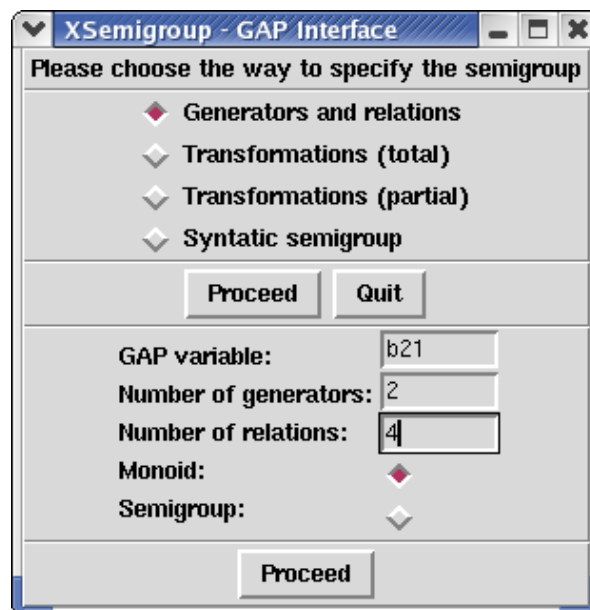 XSemigroup - GAP Interface
Please choose the way to specify the semigroup
Generators and relations
Transformations (total)
Transformations (partial)
Syntatic semigroup
Proceed Quit
GAP variable: b21
Number of generators: 2
Number of relations: 4
Monoid:
Semigroup:
Proceed